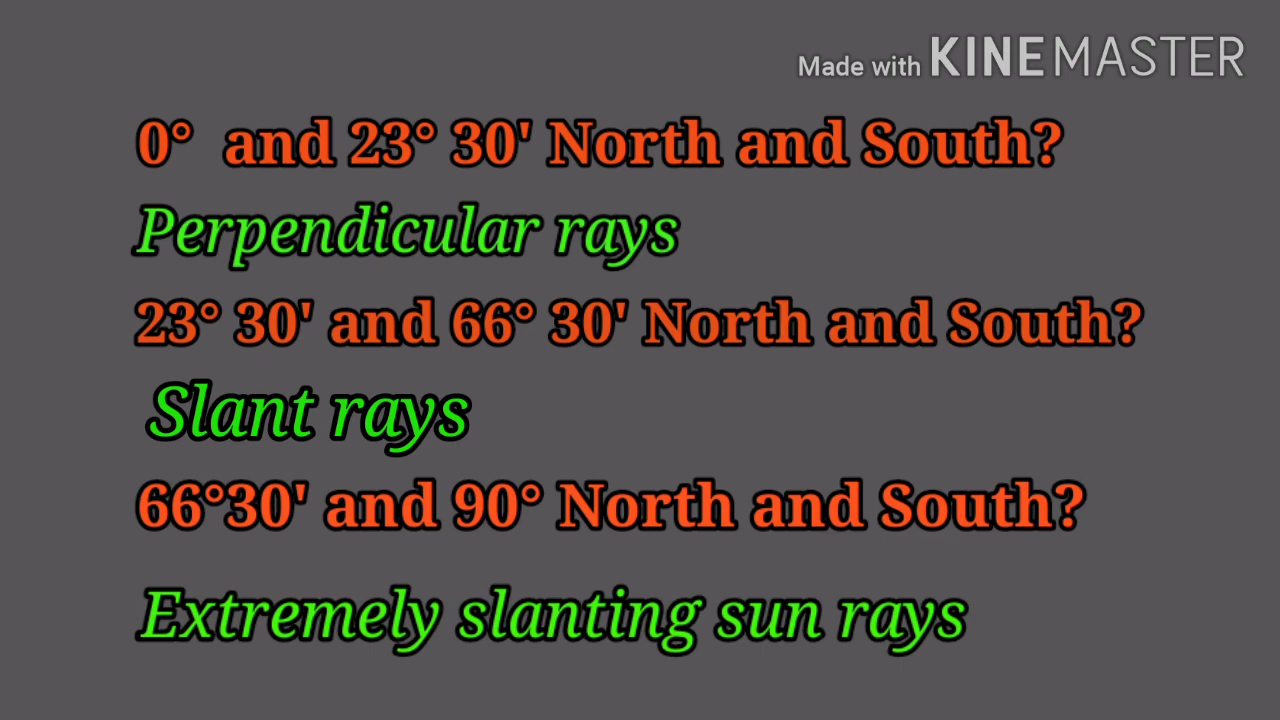 Made with KINEMASTER
0° and 23° 30' North and South?
Perpendicular rays
23° 30' and 66° 30' North and South?
Slant rays
66°30' and 90° North and South?
Extremely slanting sun rays